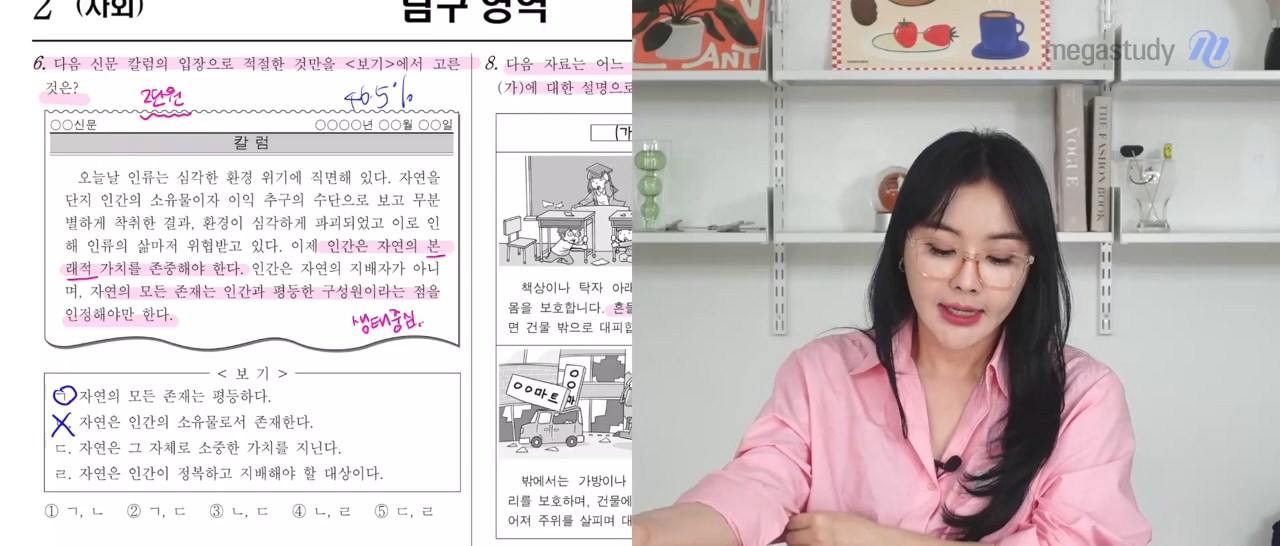 2 (사회)
탐구 영역
6. 다음 신문 칼럼의 입장으로 적절한 것만을 <보기>에서 고른
것은?
2단원
46.5%
○○신문 ○○○○년 ○○월 ○○일
칼럼
오늘날 인류는 심각한 환경 위기에 직면해 있다. 자연을
단지 인간의 소유물이자 이익 추구의 수단으로 보고 무분
별하게 착취한 결과, 환경이 심각하게 파괴되었고 이로 인
해 인류의 삶마저 위협받고 있다. 이제 인간은 자연의 본
래적 가치를 존중해야 한다. 인간은 자연의 지배자가 아니
며, 자연의 모든 존재는 인간과 평등한 구성원이라는 점을
인정해야만 한다.
생태중심.
<보 기>
ㄱ. 자연의 모든 존재는 평등하다.
ㄴ. 자연은 인간의 소유물로서 존재한다.
ㄷ. 자연은 그 자체로 소중한 가치를 지닌다.
ㄹ. 자연은 인간이 정복하고 지배해야 할 대상이다.
① ㄱ, ㄴ ② ㄱ, ㄷ ③ ㄴ, ㄷ ④ ㄴ, ㄹ ⑤ ㄷ, ㄹ
8. 다음 자료는 어느
(가)에 대한 설명으로
(가
책상이나 탁자 아래
몸을 보호합니다. 흔들
면 건물 밖으로 대피합
○○마트
밖에서는 가방이나
리를 보호하며, 건물에
어져 주위를 살피며 대
ANT
megastudy
VOGUE
THE FASHION BOOK